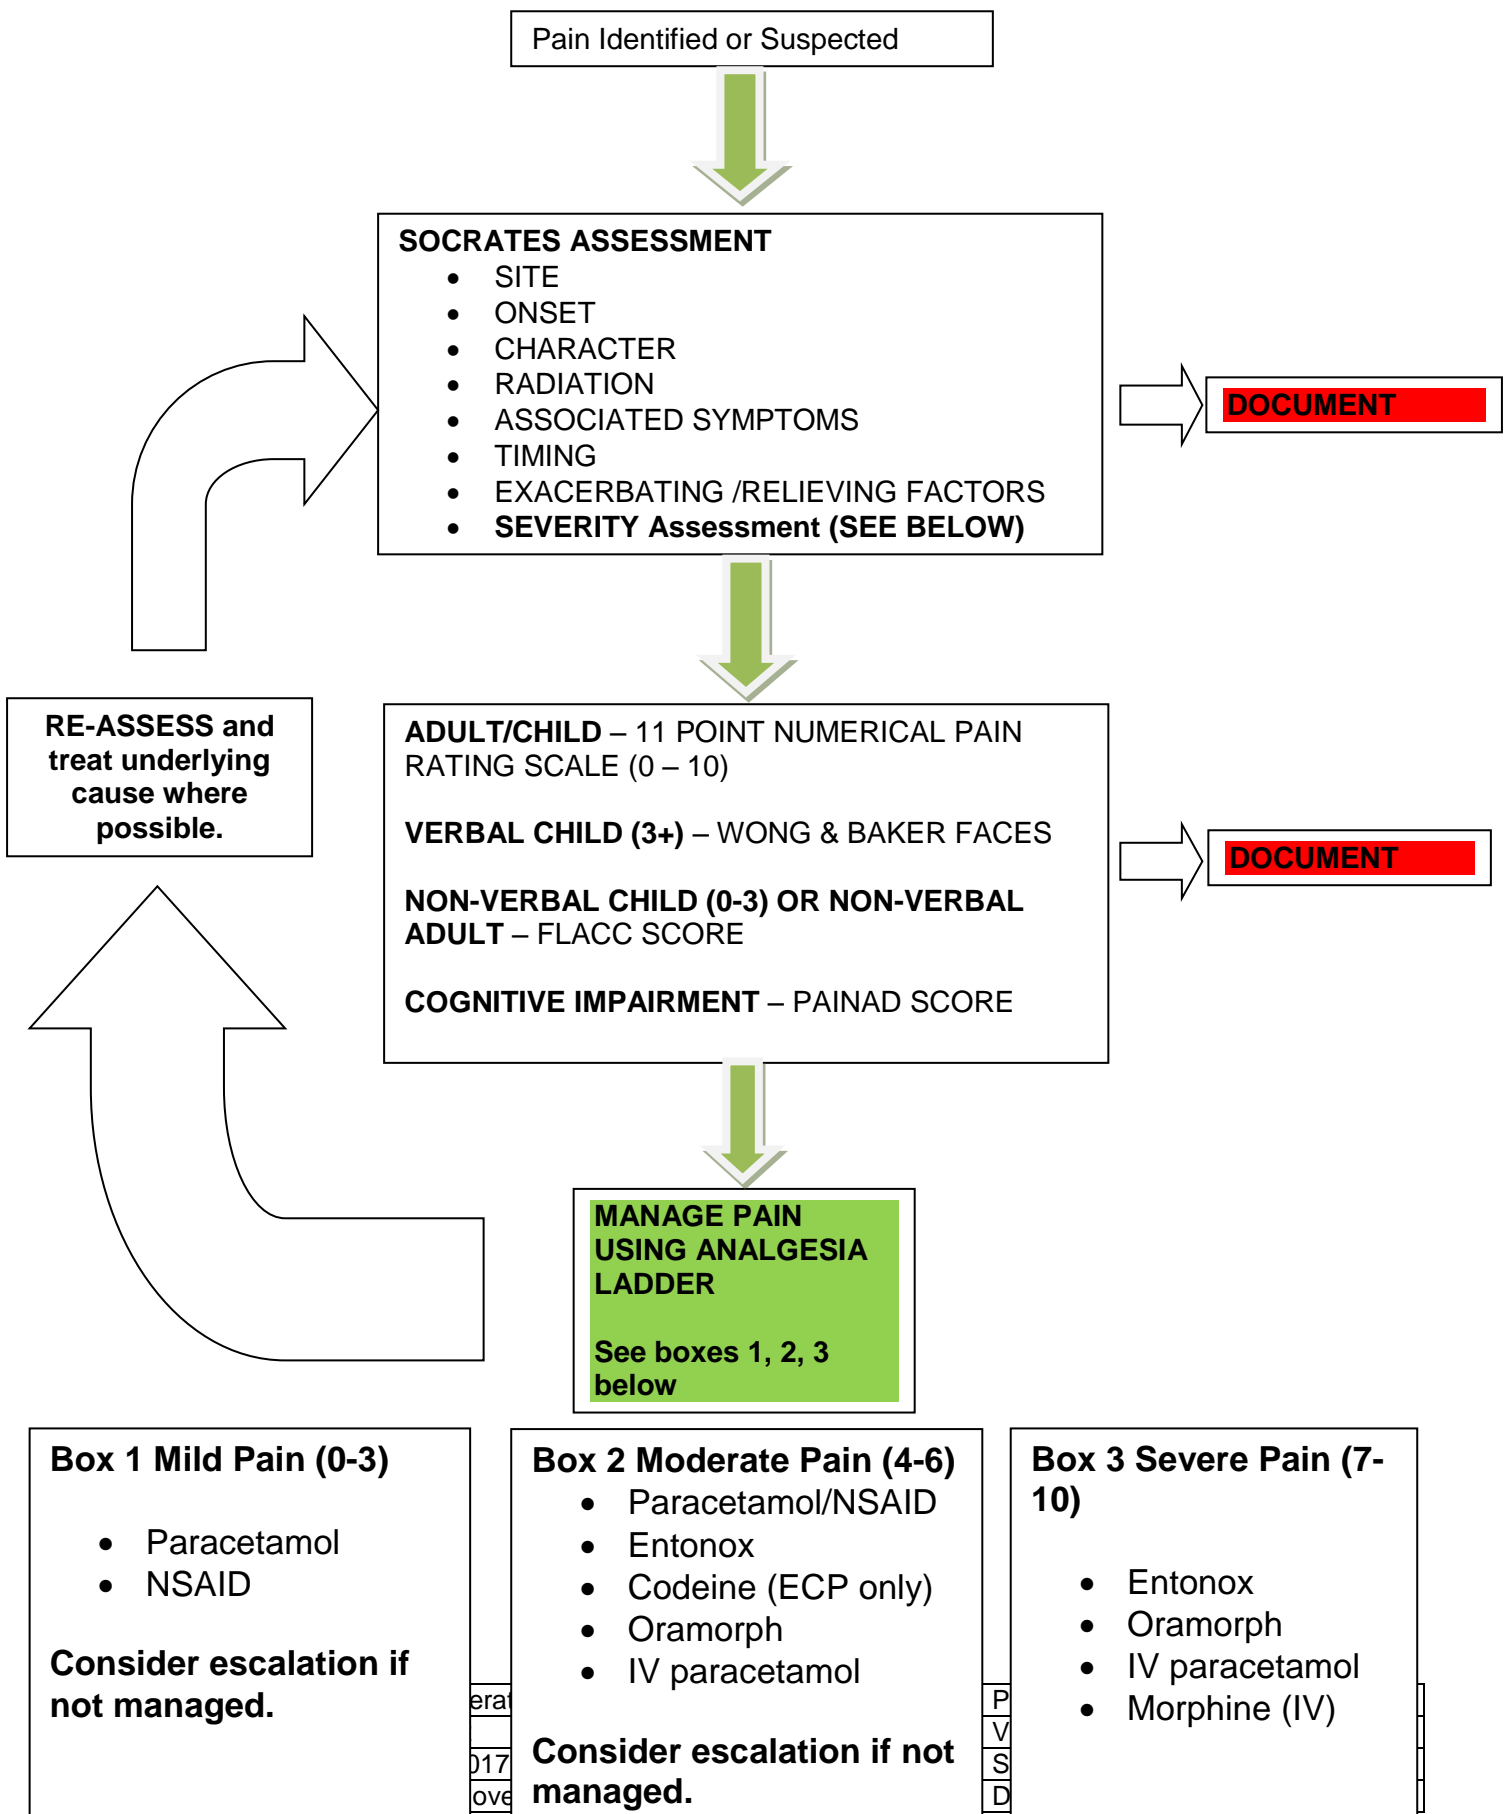 Pain Identified or Suspected
SOCRATES ASSESSMENT
• SITE
• ONSET
• CHARACTER
• RADIATION
• ASSOCIATED SYMPTOMS
• TIMING
• EXACERBATING /RELIEVING FACTORS
• SEVERITY Assessment (SEE BELOW)
DOCUMENT
RE-ASSESS and
treat underlying
cause where
possible.
ADULT/CHILD – 11 POINT NUMERICAL PAIN
RATING SCALE (0 – 10)
VERBAL CHILD (3+) – WONG & BAKER FACES
NON-VERBAL CHILD (0-3) OR NON-VERBAL
ADULT – FLACC SCORE
COGNITIVE IMPAIRMENT – PAINAD SCORE
DOCUMENT
MANAGE PAIN
USING ANALGESIA
LADDER
See boxes 1, 2, 3
below
Box 1 Mild Pain (0-3)
• Paracetamol
• NSAID
Consider escalation if
not managed.
Box 2 Moderate Pain (4-6)
• Paracetamol/NSAID
• Entonox
• Codeine (ECP only)
• Oramorph
• IV paracetamol
Consider escalation if not
managed.
Box 3 Severe Pain (7-
10)
• Entonox
• Oramorph
• IV paracetamol
• Morphine (IV)
P
V
S
D